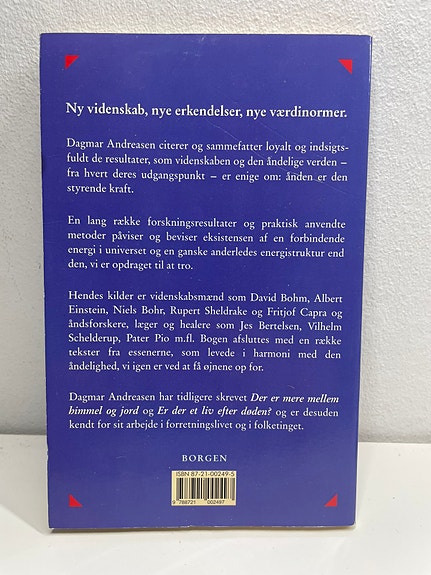 Ny videnskab, nye erkendelser, nye værdinormer.
Dagmar Andreasen citerer og sammefatter loyalt og indsigts-
fuldt de resultater, som videnskaben og den åndelige verden –
fra hvert deres udgangspunkt – er enige om: ånden er den
styrende kraft.
En lang række forskningsresultater og praktisk anvendte
metoder påviser og beviser eksistensen af en forbindende
energi i universet og en ganske anderledes energistruktur end
den, vi er opdraget til at tro.
Hendes kilder er videnskabsmænd som David Bohm, Albert
Einstein, Niels Bohr, Rupert Sheldrake og Fritjof Capra og
åndsforskere, læger og healere som Jes Bertelsen, Vilhelm
Schelderup, Pater Pio m.fl. Bogen afsluttes med en række
tekster fra essenerne, som levede i harmoni med den
åndelighed, vi igen er ved at få øjnene op for.
Dagmar Andreasen har tidligere skrevet Der er mere mellem
himmel og jord og Er der et liv efter døden? og er desuden
kendt for sit arbejde i forretningslivet og i folketinget.
BORGEN
ISBN 87-21-00249-5
9 788721 002497